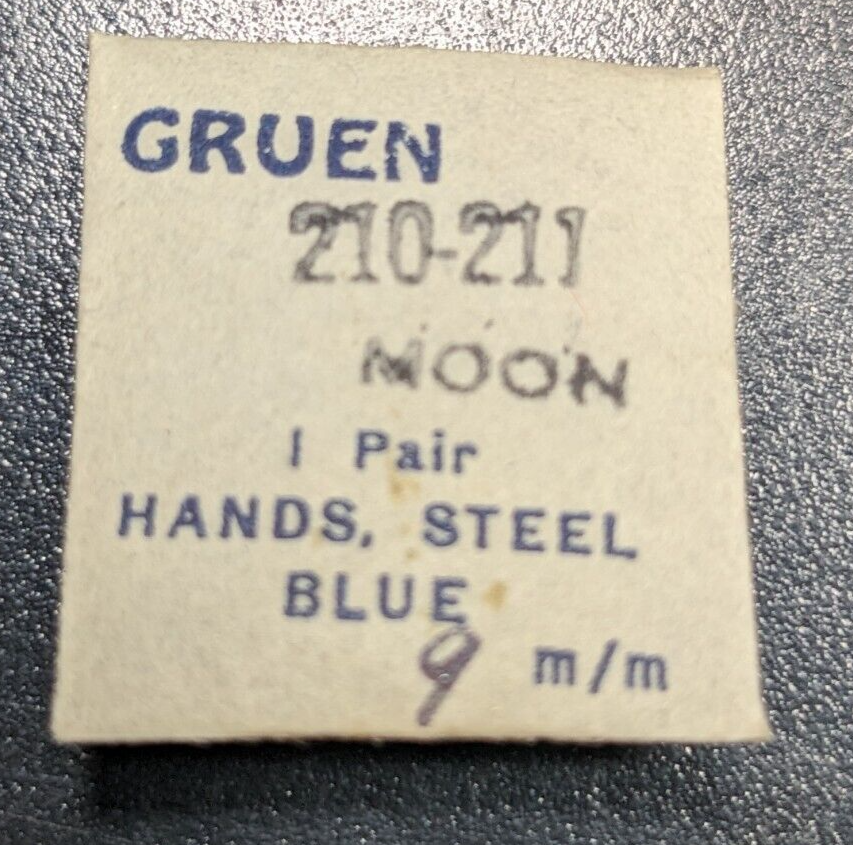 GRUEN
210-211
MOON
1 Pair
HANDS, STEEL
BLUE
9 m/m